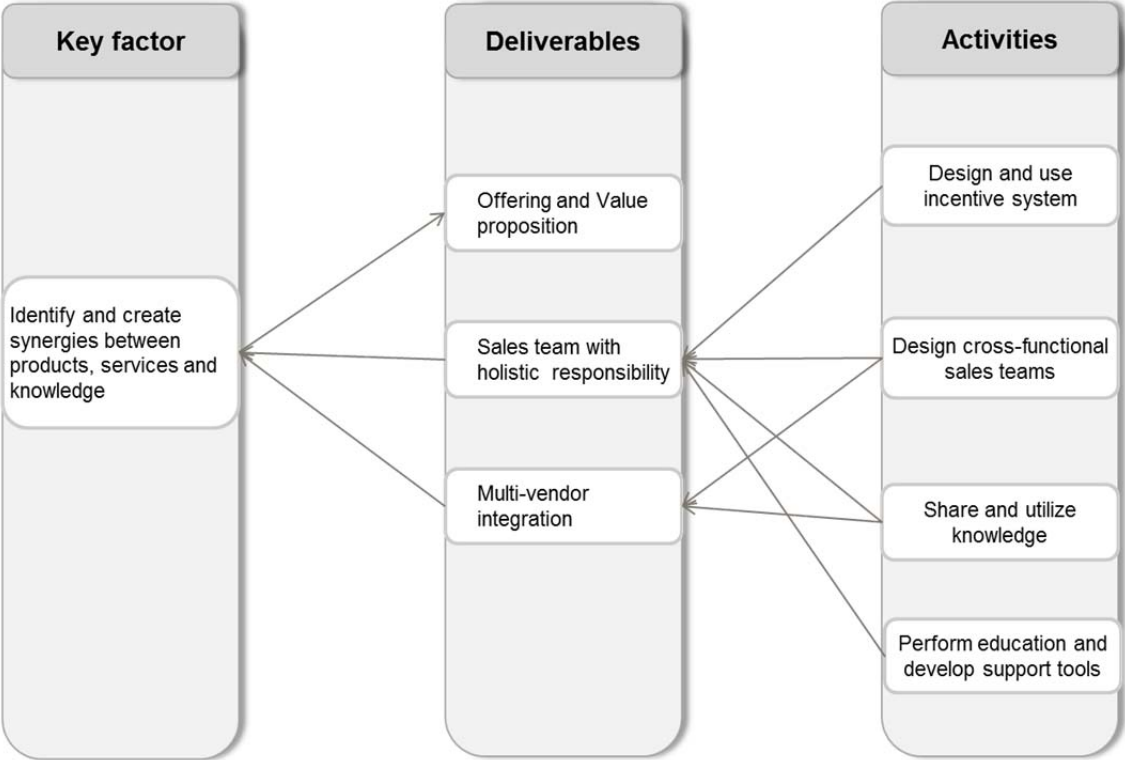 Key factor
Identify and create
synergies between
products, services and
knowledge
Deliverables
Offering and Value
proposition
Sales team with
holistic responsibility
Multi-vendor
integration
Activities
Design and use
incentive system
Design cross-functional
sales teams
Share and utilize
knowledge
Perform education and
develop support tools